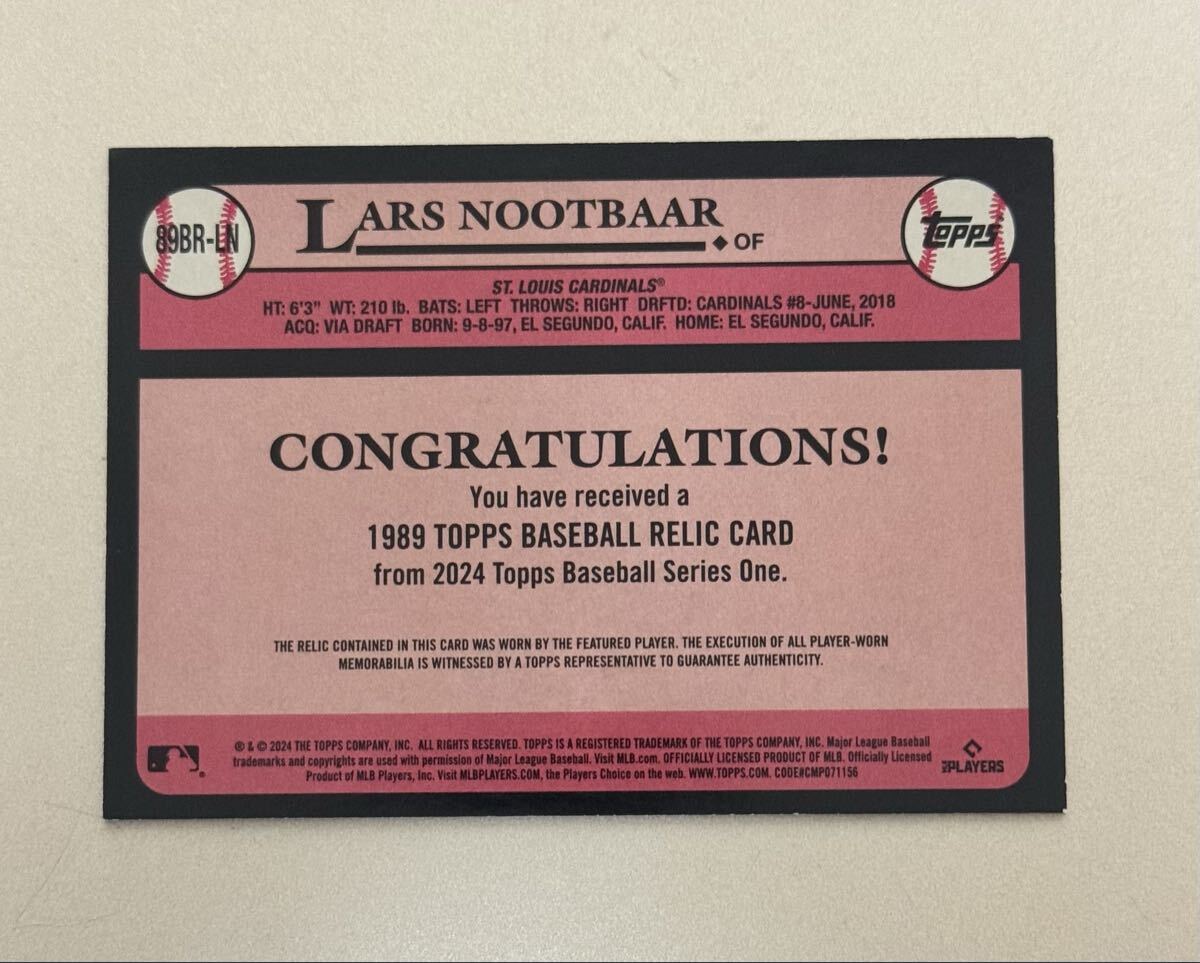 89BR-LN
LARS NOOTBAAR
◆ OF
TOPPS
ST. LOUIS CARDINALS®
HT: 6'3" WT: 210 lb. BATS: LEFT THROWS: RIGHT DRFTD: CARDINALS #8-JUNE, 2018
ACQ: VIA DRAFT BORN: 9-8-97, EL SEGUNDO, CALIF. HOME: EL SEGUNDO, CALIF.
CONGRATULATIONS!
You have received a
1989 TOPPS BASEBALL RELIC CARD
from 2024 Topps Baseball Series One.
THE RELIC CONTAINED IN THIS CARD WAS WORN BY THE FEATURED PLAYER. THE EXECUTION OF ALL PLAYER-WORN
MEMORABILIA IS WITNESSED BY A TOPPS REPRESENTATIVE TO GUARANTEE AUTHENTICITY.
® & © 2024 THE TOPPS COMPANY, INC. ALL RIGHTS RESERVED. TOPPS IS A REGISTERED TRADEMARK OF THE TOPPS COMPANY, INC. Major League Baseball
trademarks and copyrights are used with permission of Major League Baseball. Visit MLB.com. OFFICIALLY LICENSED PRODUCT OF MLB. Officially Licensed
Product of MLB Players, Inc. Visit MLBPLAYERS.COM, the Players Choice on the web. WWW.TOPPS.COM. CODE#CMP071156
MLB PLAYERS